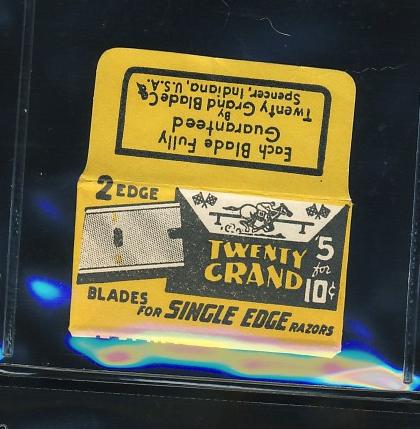 Each Blade Fully
Guaranteed
BY
Twenty Grand Blade Co.
Spencer, Indiana, U.S.A.
2 EDGE
TWENTY
GRAND
5
for
10¢
BLADES
FOR SINGLE EDGE RAZORS